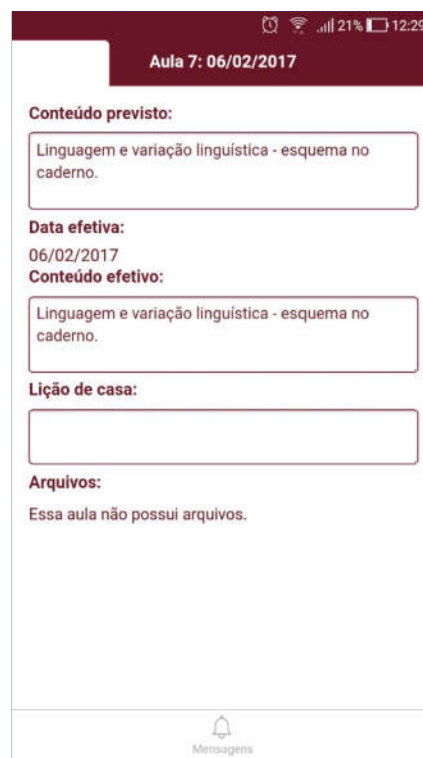 21% 12:29
Aula 7: 06/02/2017
Conteúdo previsto:
Linguagem e variação linguística - esquema no
caderno.
Data efetiva:
06/02/2017
Conteúdo efetivo:
Linguagem e variação linguística - esquema no
caderno.
Lição de casa:
Arquivos:
Essa aula não possui arquivos.
Mensagens